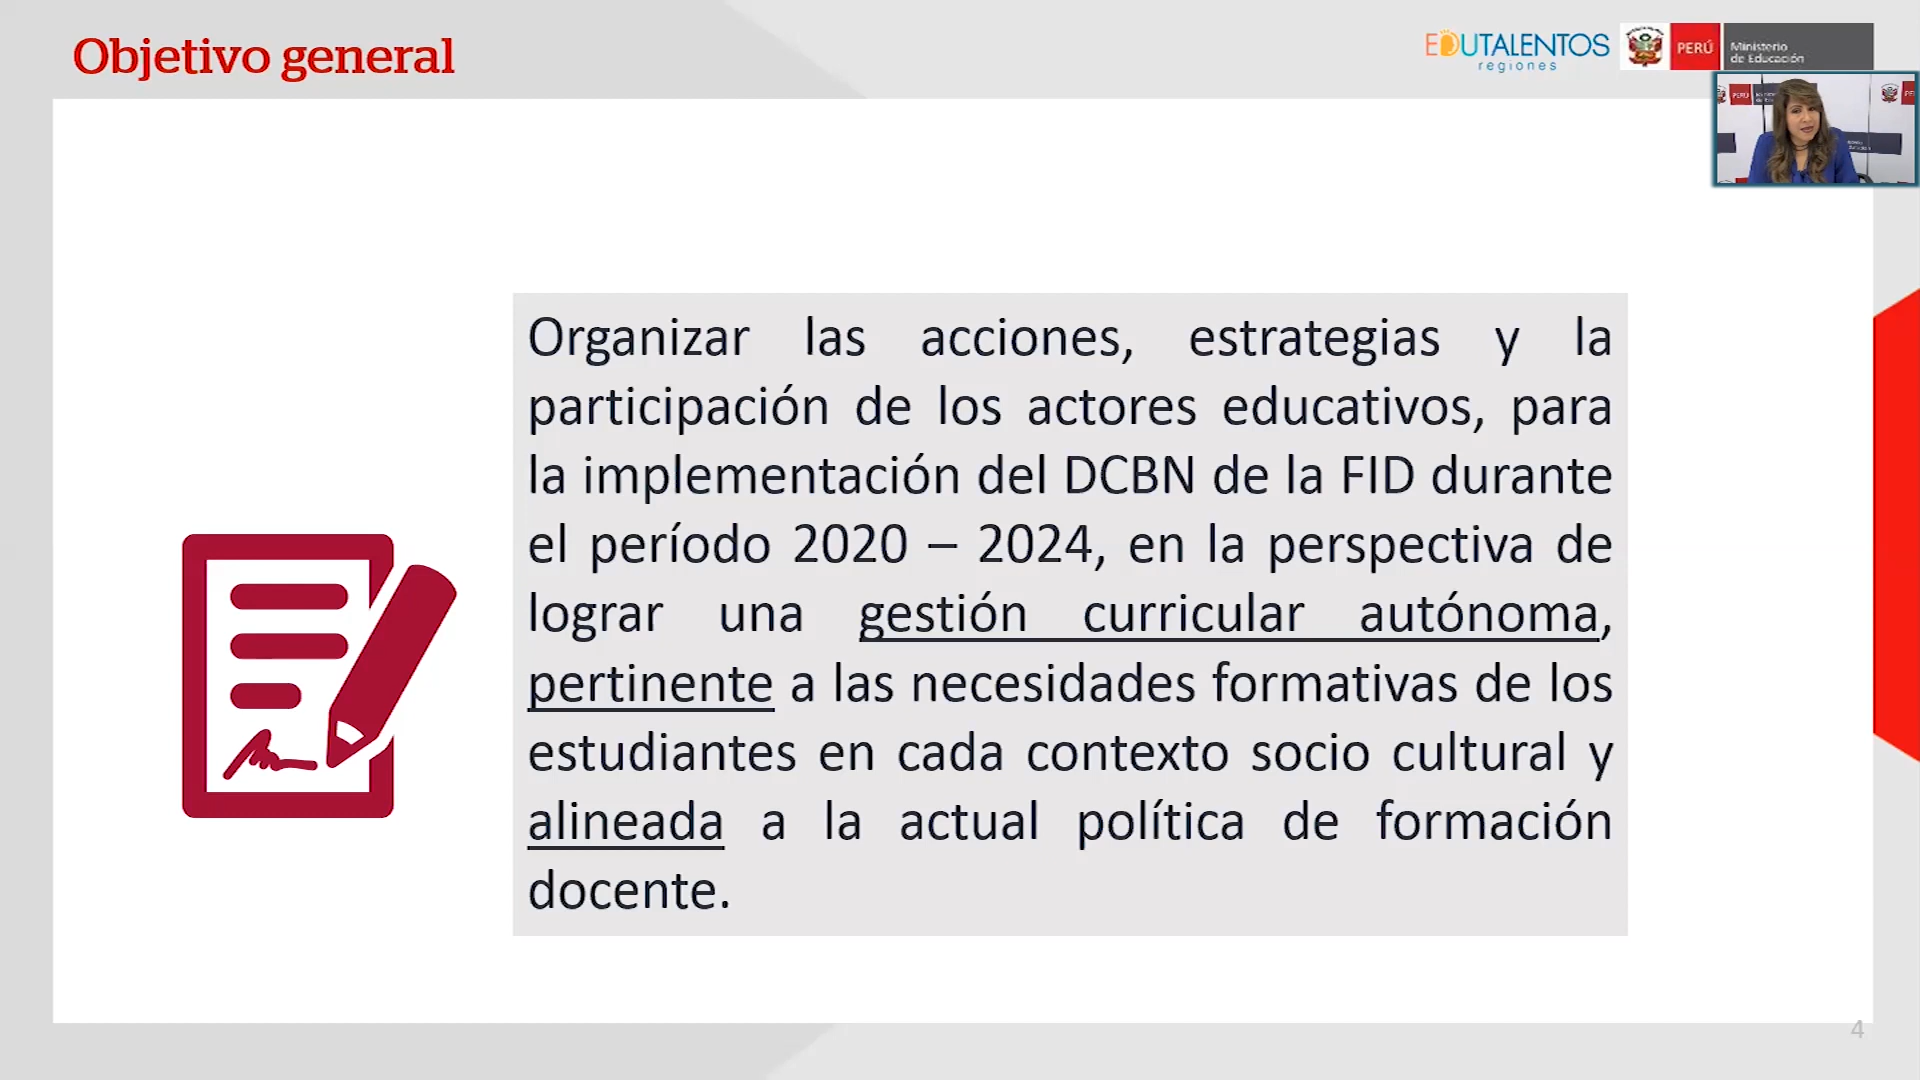 Objetivo general
EDUTALENTOS
regiones
PERÚ
Ministerio
de Educación
PERÚ
Organizar las acciones, estrategias y la
participación de los actores educativos, para
la implementación del DCBN de la FID durante
el período 2020 – 2024, en la perspectiva de
lograr una gestión curricular autónoma,
pertinente a las necesidades formativas de los
estudiantes en cada contexto socio cultural y
alineada a la actual política de formación
docente.
4